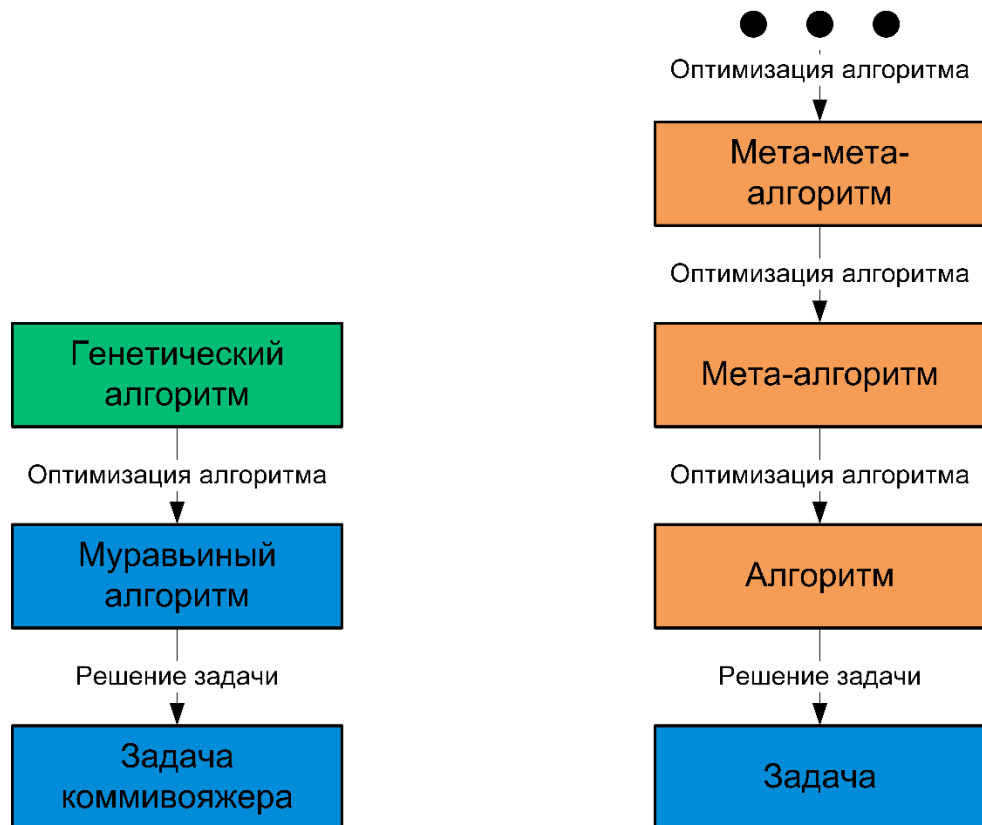 Генетический
алгоритм
Оптимизация алгоритма
Муравьиный
алгоритм
Решение задачи
Задача
коммивояжера
Оптимизация алгоритма
Мета-мета-
алгоритм
Оптимизация алгоритма
Мета-алгоритм
Оптимизация алгоритма
Алгоритм
Решение задачи
Задача